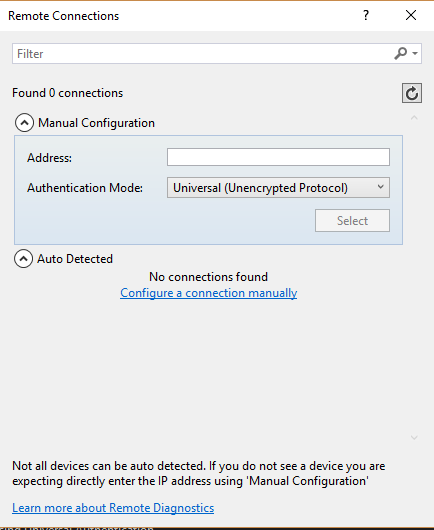 Remote Connections ?
Filter
Found 0 connections
Manual Configuration
Address:
Authentication Mode: Universal (Unencrypted Protocol)
Select
Auto Detected
No connections found
Configure a connection manually
Not all devices can be auto detected. If you do not see a device you are
expecting directly enter the IP address using 'Manual Configuration'
Learn more about Remote Diagnostics